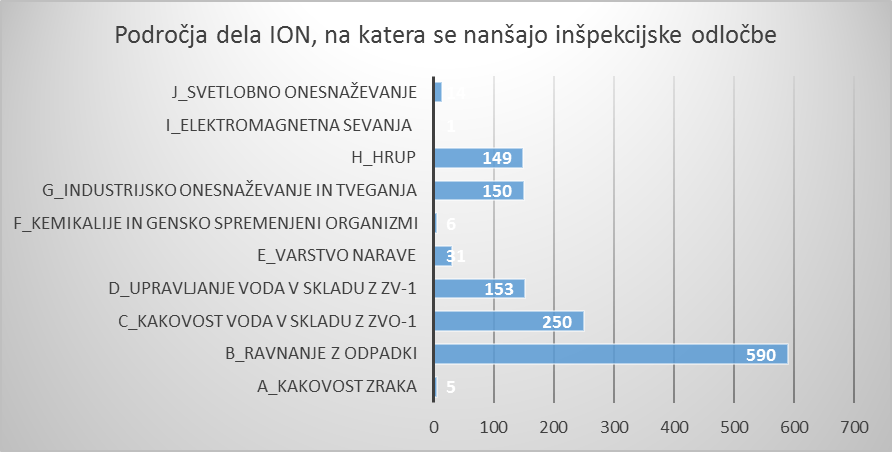 Področja dela ION, na katera se nanšajo inšpekcijske odločbe
J_SVETLOBNO ONESNAŽEVANJE
I_ELEKTROMAGNETNA SEVANJA 1
H_HRUP 149
G_INDUSTRIJSKO ONESNAŽEVANJE IN TVEGANJA 150
F_KEMIKALIJE IN GENSKO SPREMENJENI ORGANIZMI 6
E_VARSTVO NARAVE 31
D_UPRAVLJANJE VODA V SKLADU Z ZV-1 153
C_KAKOVOST VODA V SKLADU Z ZVO-1 250
B_RAVNANJE Z ODPADKI 590
A_KAKOVOST ZRAKA 5
0 100 200 300 400 500 600 700